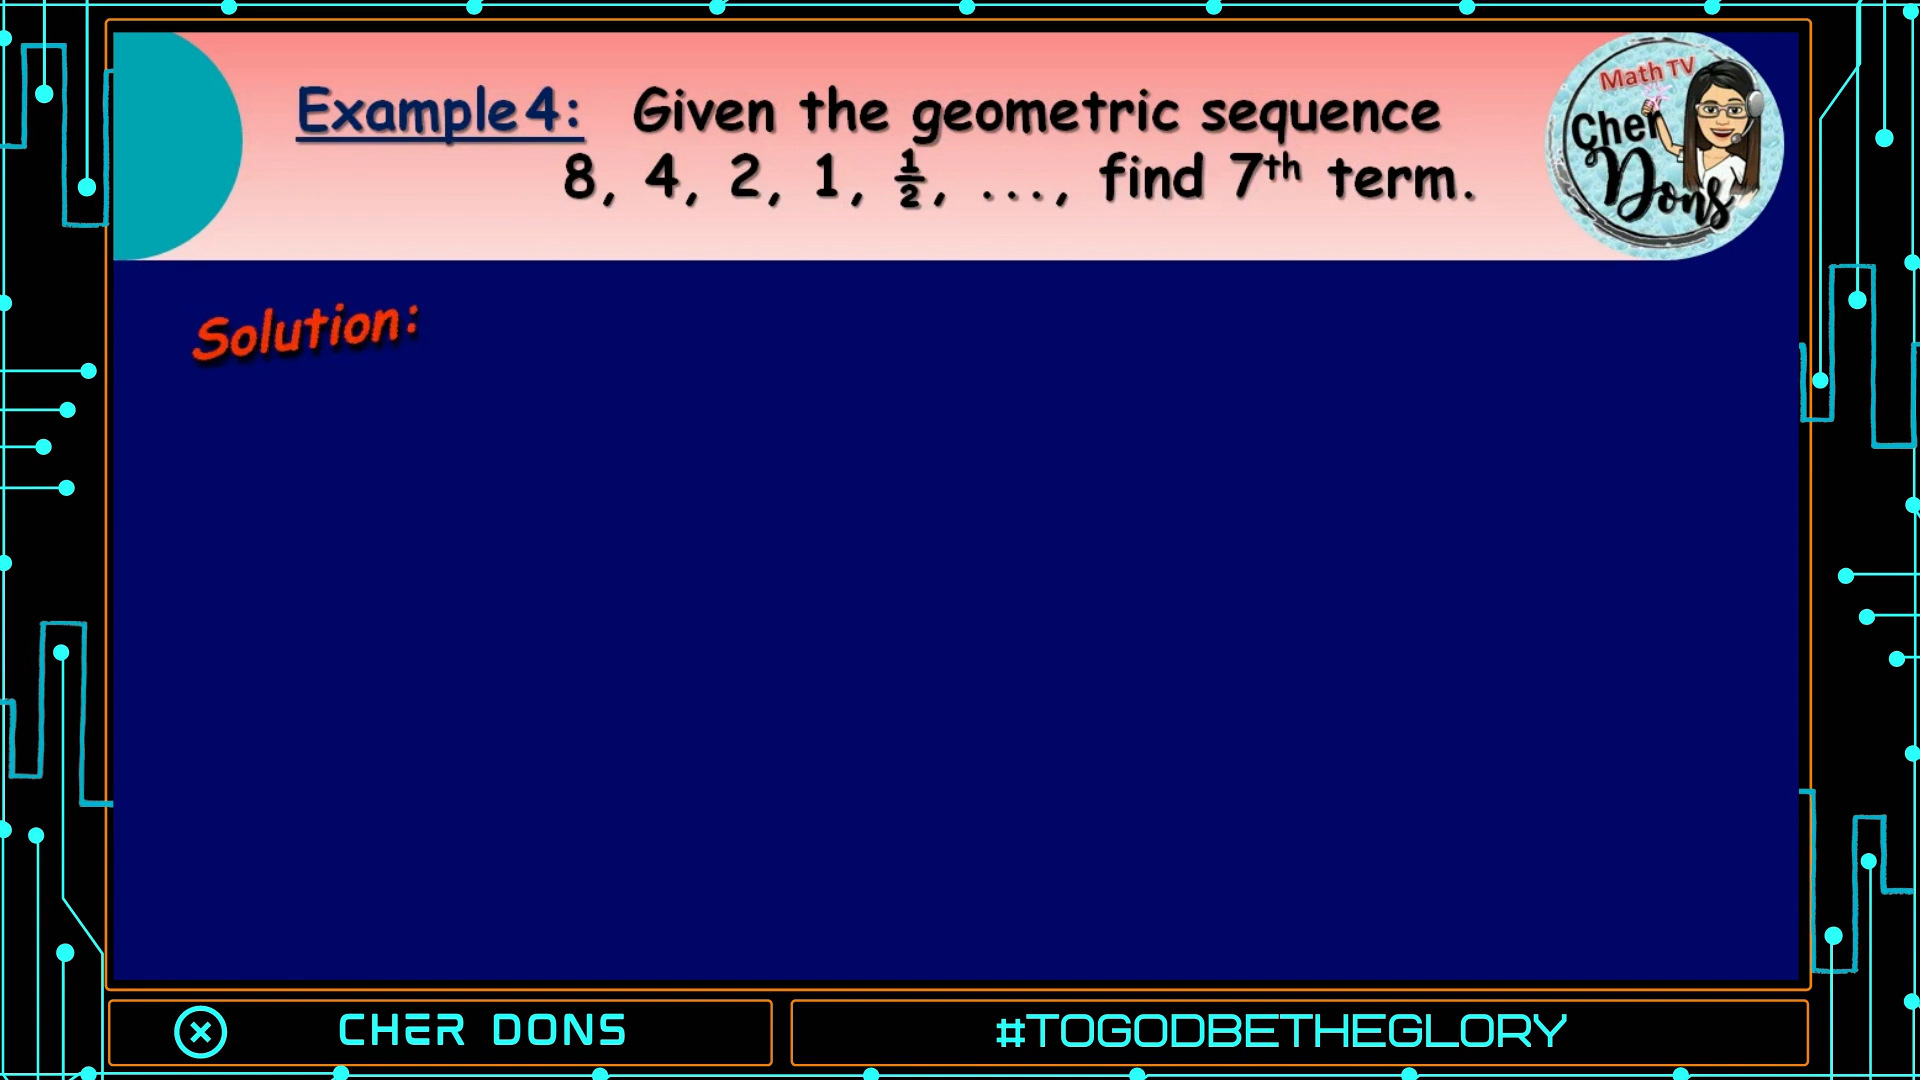 Example 4: Given the geometric sequence
8, 4, 2, 1, ½, ..., find 7th term.
Math TV
Cher
Dons
Solution:
CHER DONS
#TOGODBETHEGLORY